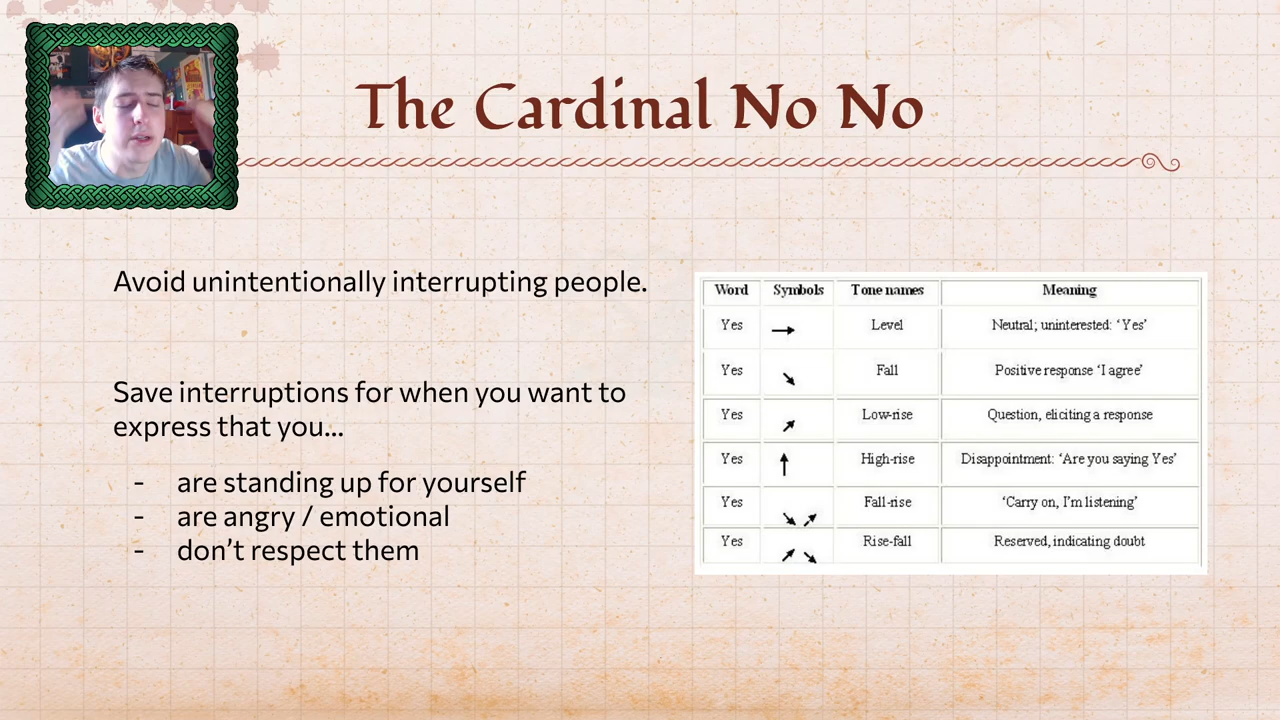 The Cardinal No No
Avoid unintentionally interrupting people.
Save interruptions for when you want to
express that you...
- are standing up for yourself
- are angry / emotional
- don't respect them
Word Symbols Tone names Meaning
Yes → Level Neutral; uninterested: ‘Yes’
Yes ↘ Fall Positive response ‘I agree’
Yes ↗ Low-rise Question, eliciting a response
Yes ↑ High-rise Disappointment: ‘Are you saying Yes’
Yes ↘ ↗ Fall-rise ‘Carry on, I’m listening’
Yes ↗ ↘ Rise-fall Reserved, indicating doubt